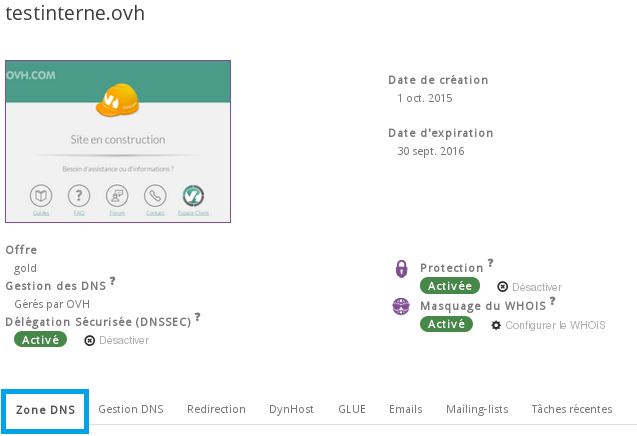 testinterne.ovh
OVH.COM
Site en construction
Besoin d'assistance ou d'informations ?
Guides FAQ Forum Contact Espace Client
Date de création
1 oct. 2015
Date d'expiration
30 sept. 2016
Offre
gold
Gestion des DNS ?
Gérés par OVH
Délégation Sécurisée (DNSSEC) ?
Activé Désactiver
Protection ?
Activée Désactiver
Masquage du WHOIS ?
Activé Configurer le WHOIS
Zone DNS Gestion DNS Redirection DynHost GLUE Emails Mailing-lists Tâches récentes